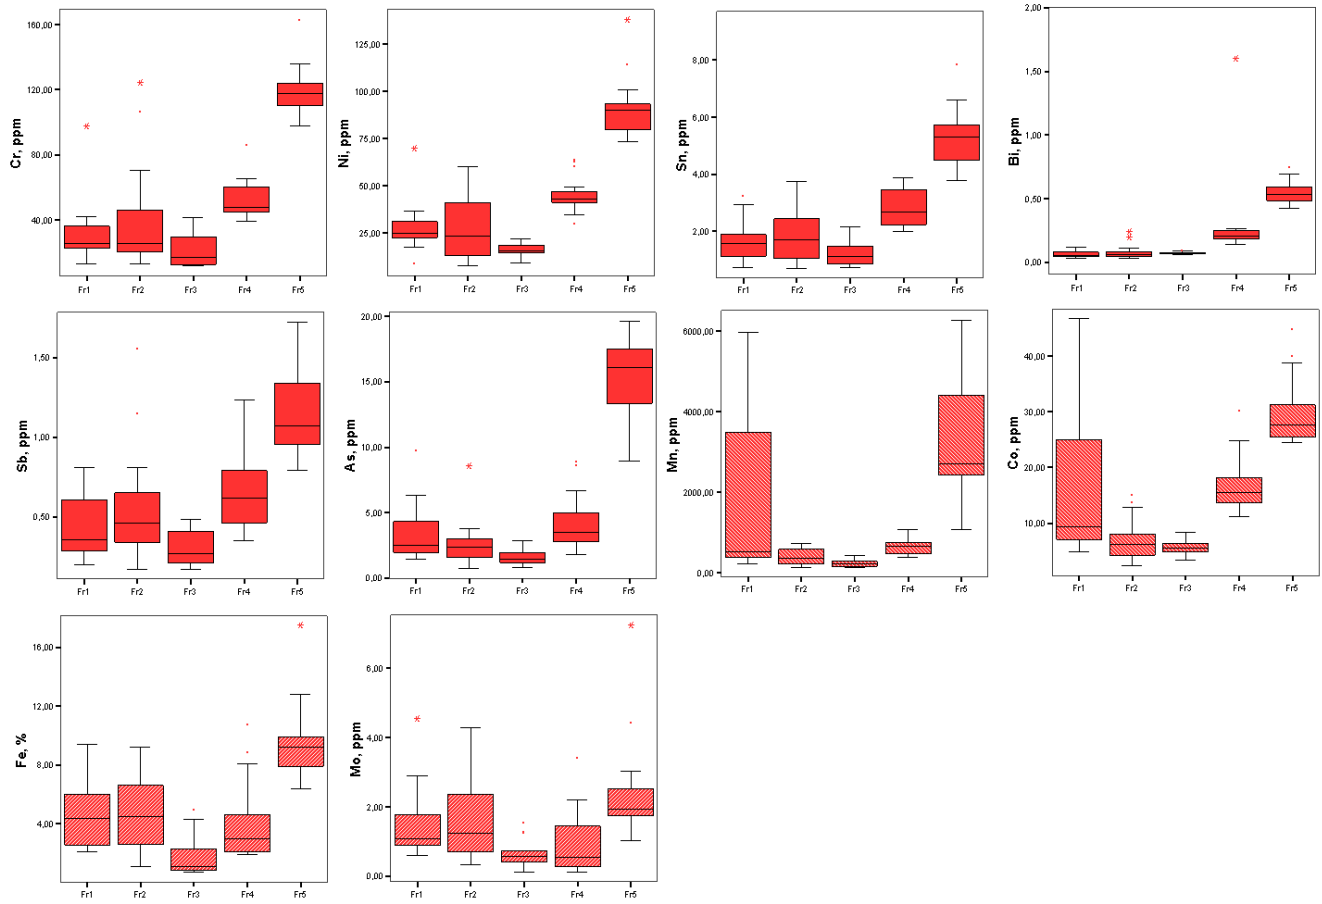 Cr, ppm
160,00
120,00
80,00
40,00
Fr1 Fr2 Fr3 Fr4 Fr5
Ni, ppm
125,00
100,00
75,00
50,00
25,00
Fr1 Fr2 Fr3 Fr4 Fr5
Sn, ppm
8,00
6,00
4,00
2,00
Fr1 Fr2 Fr3 Fr4 Fr5
Bi, ppm
2,00
1,50
1,00
0,50
0,00
Fr1 Fr2 Fr3 Fr4 Fr5
Sb, ppm
1,50
1,00
0,50
Fr1 Fr2 Fr3 Fr4 Fr5
As, ppm
20,00
15,00
10,00
5,00
0,00
Fr1 Fr2 Fr3 Fr4 Fr5
Mn, ppm
6000,00
4000,00
2000,00
0,00
Fr1 Fr2 Fr3 Fr4 Fr5
Co, ppm
40,00
30,00
20,00
10,00
Fr1 Fr2 Fr3 Fr4 Fr5
Fe, %
16,00
12,00
8,00
4,00
Fr1 Fr2 Fr3 Fr4 Fr5
Mo, ppm
6,00
4,00
2,00
0,00
Fr1 Fr2 Fr3 Fr4 Fr5